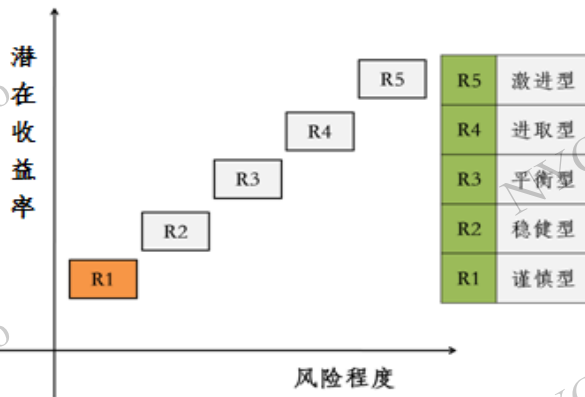 潜在收益率
R5
R4
R3
R2
R1
风险程度
R5 激进型
R4 进取型
R3 平衡型
R2 稳健型
R1 谨慎型